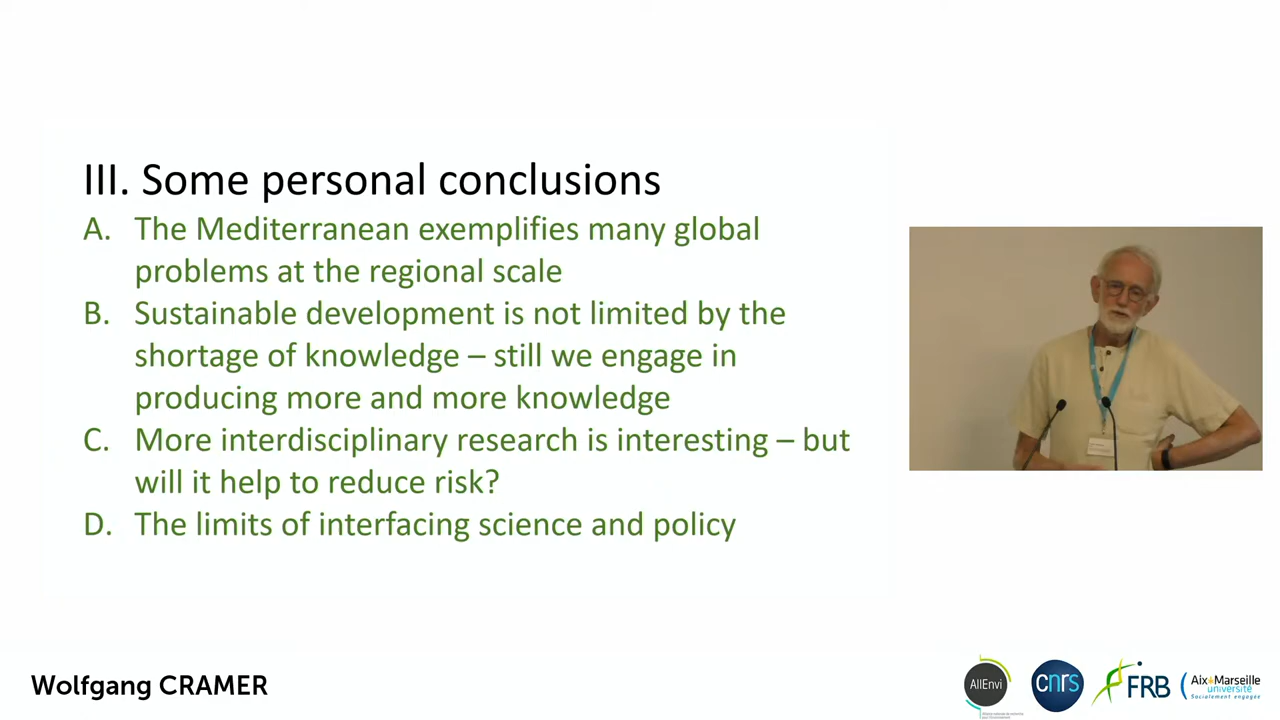 III. Some personal conclusions
A. The Mediterranean exemplifies many global
problems at the regional scale
B. Sustainable development is not limited by the
shortage of knowledge – still we engage in
producing more and more knowledge
C. More interdisciplinary research is interesting – but
will it help to reduce risk?
D. The limits of interfacing science and policy
Wolfgang CRAMER
AllEnvi
cnrs
FRB
Aix Marseille
université
Socialement engagée